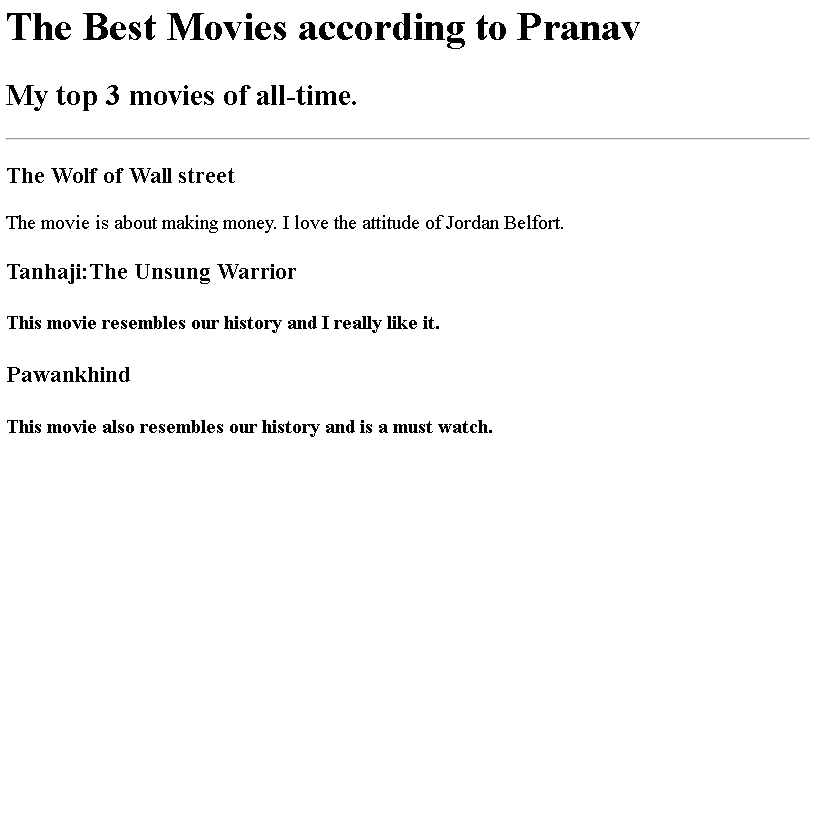 The Best Movies according to Pranav
My top 3 movies of all-time.
The Wolf of Wall street
The movie is about making money. I love the attitude of Jordan Belfort.
Tanhaji:The Unsung Warrior
This movie resembles our history and I really like it.
Pawankhind
This movie also resembles our history and is a must watch.